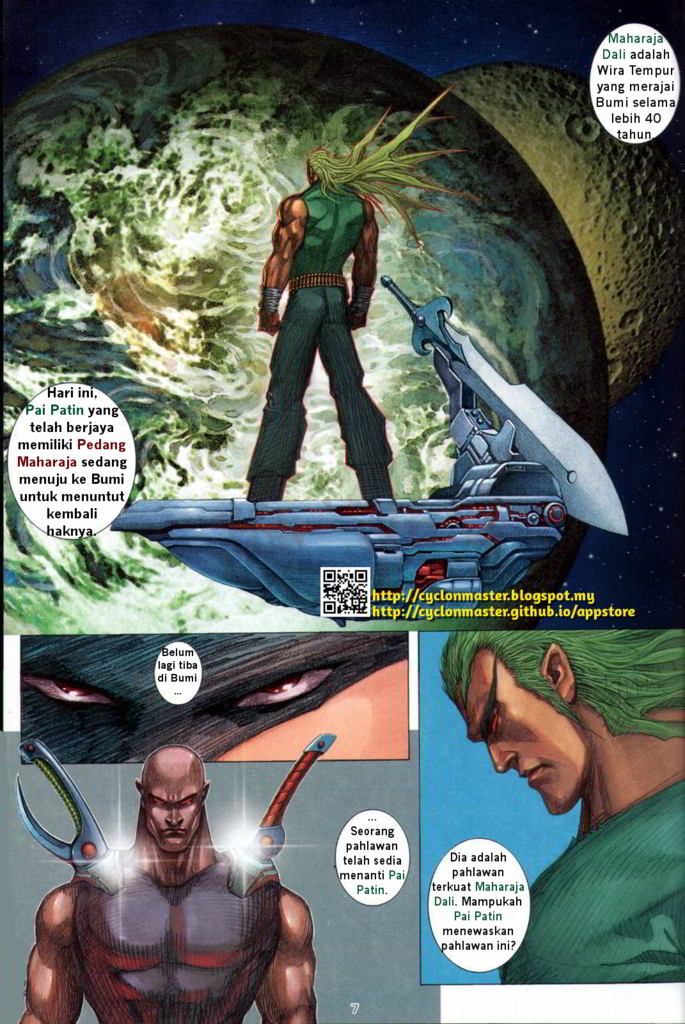 Maharaja
Dali adalah
Wira Tempur
yang merajai
Bumi selama
lebih 40
tahun.
Hari ini,
Pai Patin yang
telah berjaya
memiliki Pedang
Maharaja sedang
menuju ke Bumi
untuk menuntut
kembali
haknya.
http://cyclonmaster.blogspot.my
http://cyclonmaster.github.io/appstore
Belum
lagi tiba
di Bumi
...
...
Seorang
pahlawan
telah sedia
menanti Pai
Patin.
Dia adalah
pahlawan
terkuat Maharaja
Dali. Mampukah
Pai Patin
menewaskan
pahlawan ini?
7